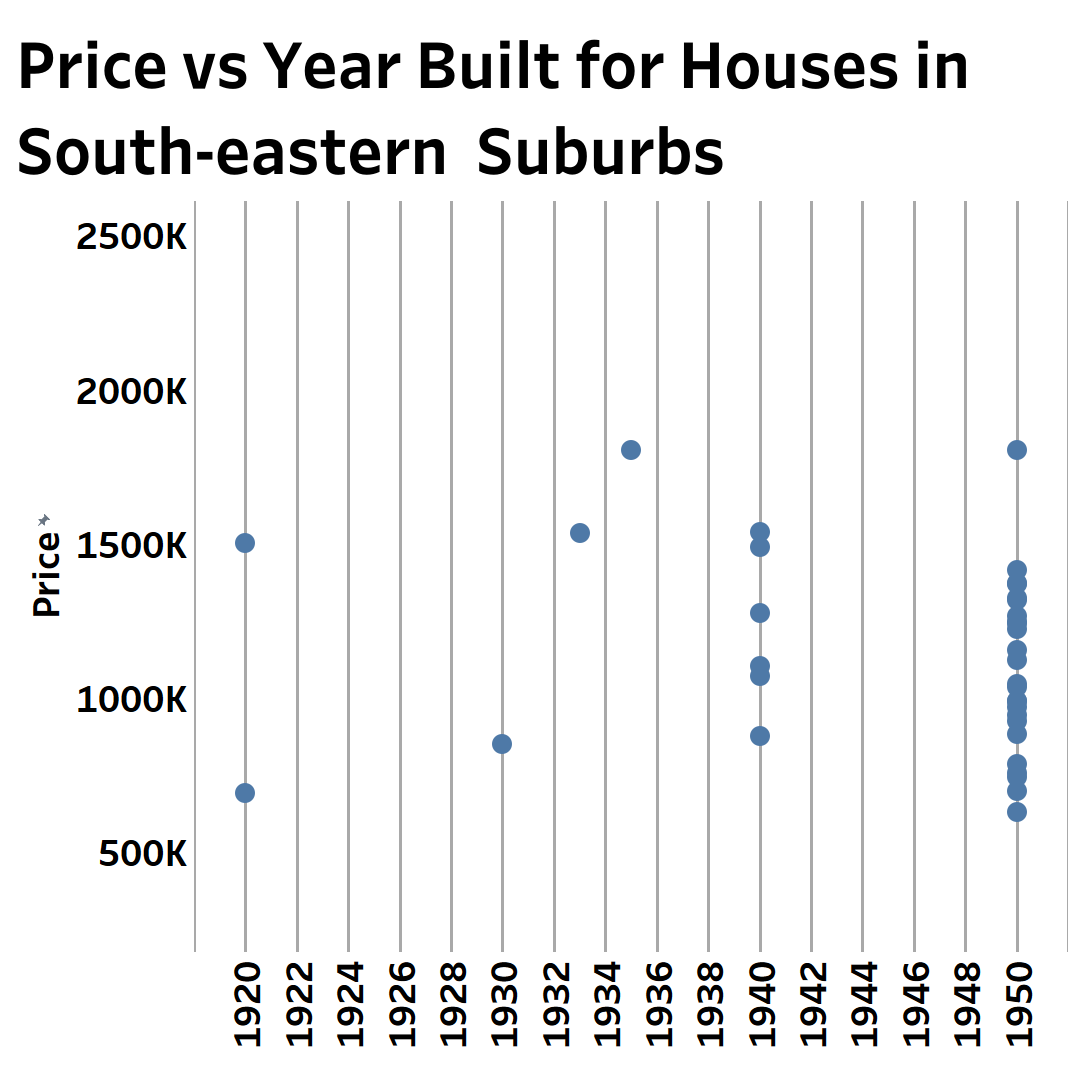 Price vs Year Built for Houses in
South-eastern  Suburbs
2500K
2000K
1500K
1000K
500K
Price
1920 1922 1924 1926 1928 1930 1932 1934 1936 1938 1940 1942 1944 1946 1948 1950